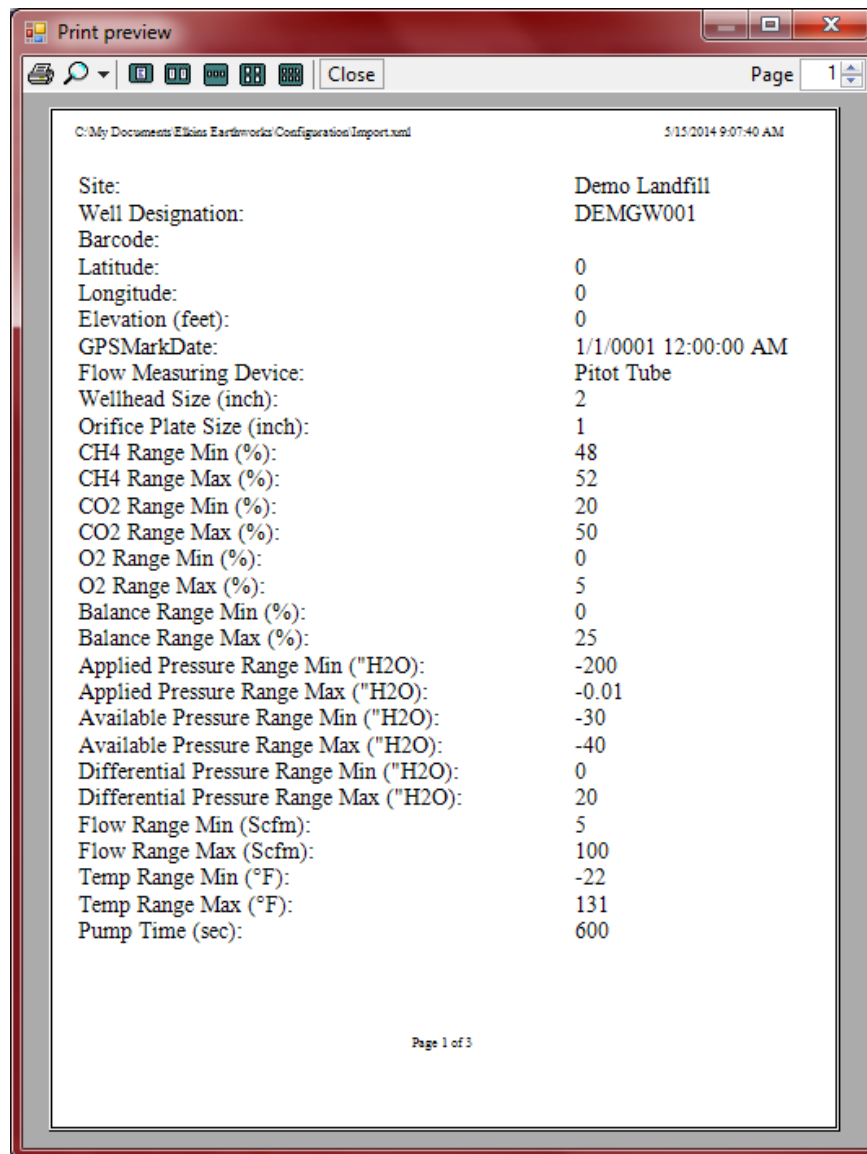 Print preview
Close
Page 1
C:\My Documents\Elkins Earthworks\Configuration\Import.xml 5/15/2014 9:07:40 AM
Site: Demo Landfill
Well Designation: DEMGW001
Barcode:
Latitude: 0
Longitude: 0
Elevation (feet): 0
GPSMarkDate: 1/1/0001 12:00:00 AM
Flow Measuring Device: Pitot Tube
Wellhead Size (inch): 2
Orifice Plate Size (inch): 1
CH4 Range Min (%): 48
CH4 Range Max (%): 52
CO2 Range Min (%): 20
CO2 Range Max (%): 50
O2 Range Min (%): 0
O2 Range Max (%): 5
Balance Range Min (%): 0
Balance Range Max (%): 25
Applied Pressure Range Min ("H2O): -200
Applied Pressure Range Max ("H2O): -0.01
Available Pressure Range Min ("H2O): -30
Available Pressure Range Max ("H2O): -40
Differential Pressure Range Min ("H2O): 0
Differential Pressure Range Max ("H2O): 20
Flow Range Min (Scfm): 5
Flow Range Max (Scfm): 100
Temp Range Min (°F): -22
Temp Range Max (°F): 131
Pump Time (sec): 600
Page 1 of 3